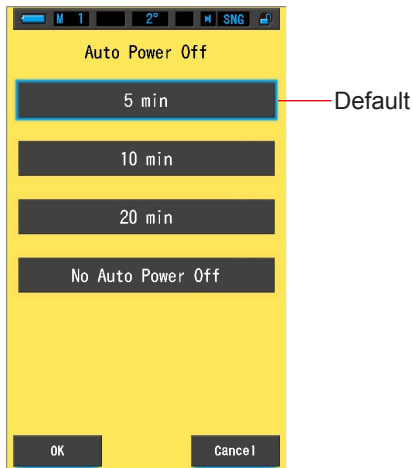 M 1 2° SNG
Auto Power Off
5 min
Default
10 min
20 min
No Auto Power Off
OK Cancel